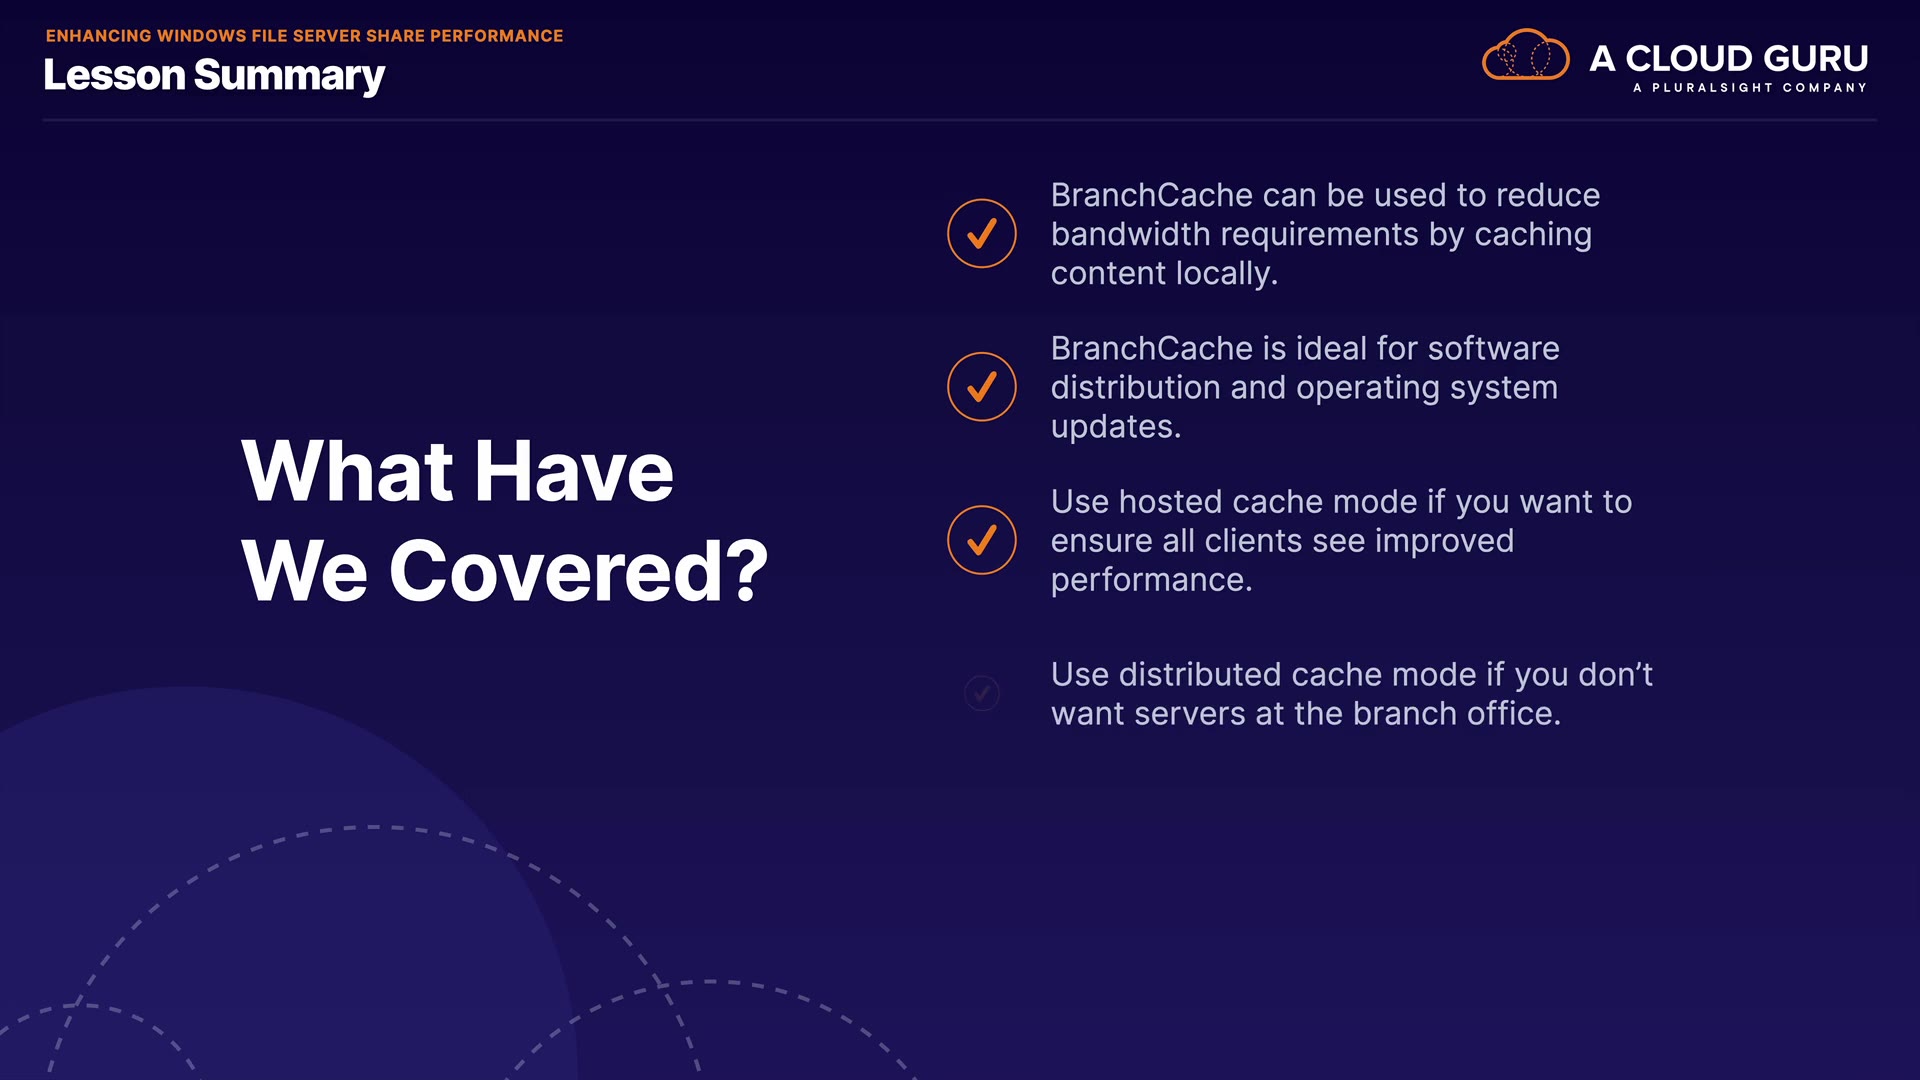 ENHANCING WINDOWS FILE SERVER SHARE PERFORMANCE
Lesson Summary
A CLOUD GURU
A PLURALSIGHT COMPANY
What Have
We Covered?
BranchCache can be used to reduce
bandwidth requirements by caching
content locally.
BranchCache is ideal for software
distribution and operating system
updates.
Use hosted cache mode if you want to
ensure all clients see improved
performance.
Use distributed cache mode if you don’t
want servers at the branch office.